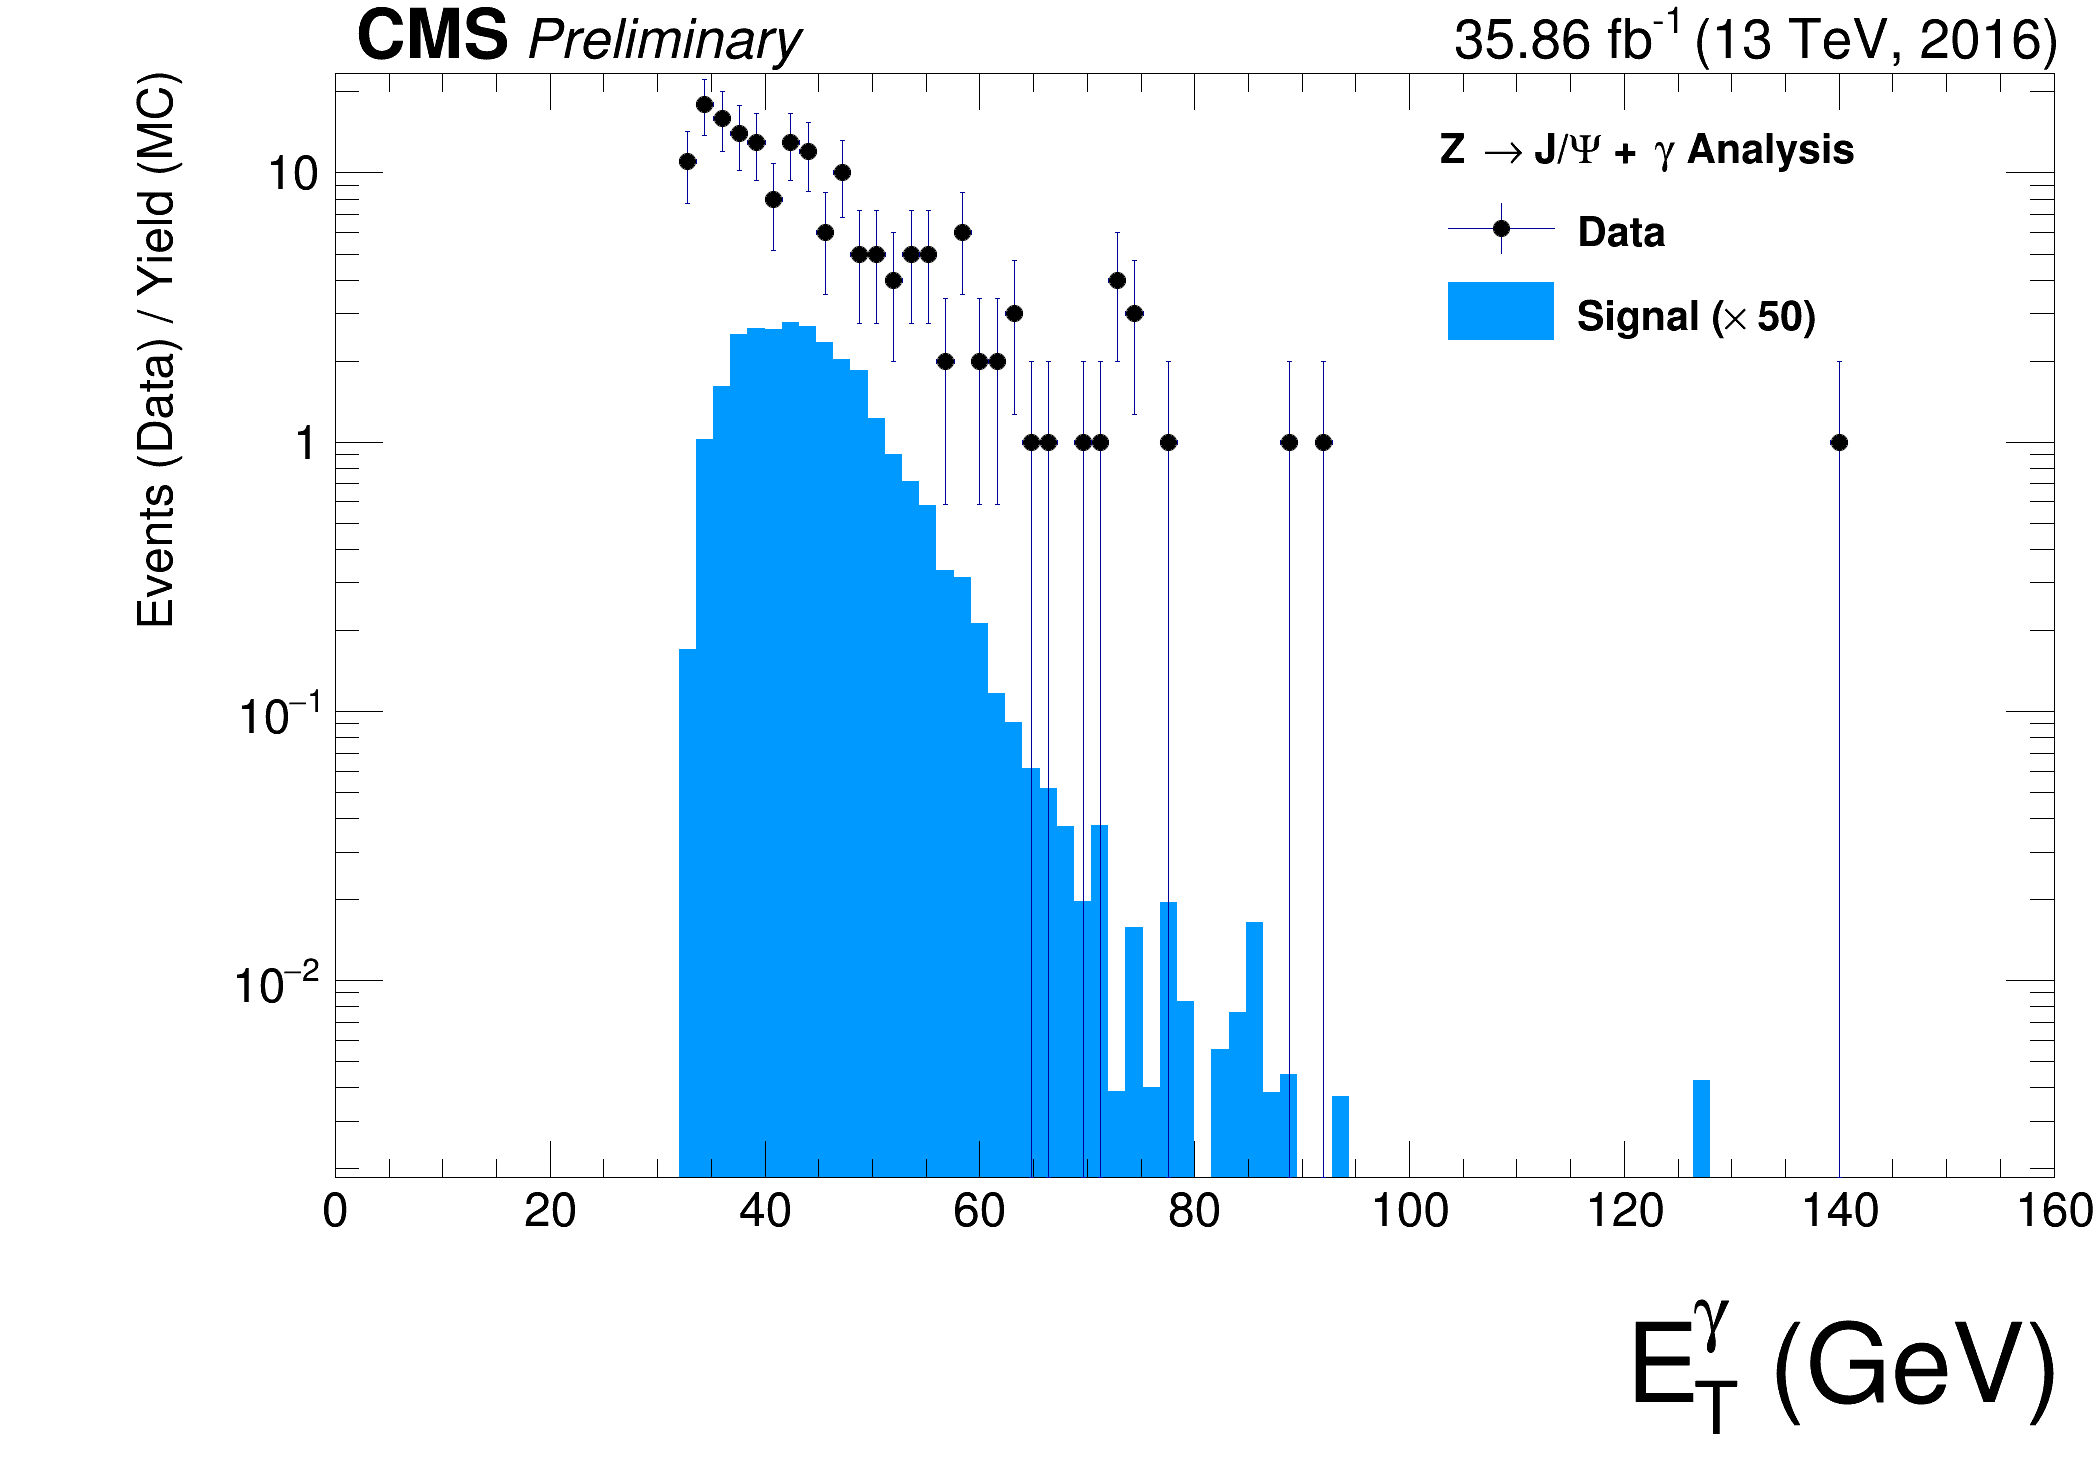 CMS Preliminary 35.86 fb⁻¹ (13 TeV, 2016)
Events (Data) / Yield (MC)
Z → J/Ψ + γ Analysis
Data
Signal (× 50)
10
1
10⁻¹
10⁻²
0 20 40 60 80 100 120 140 160
E_T^γ (GeV)